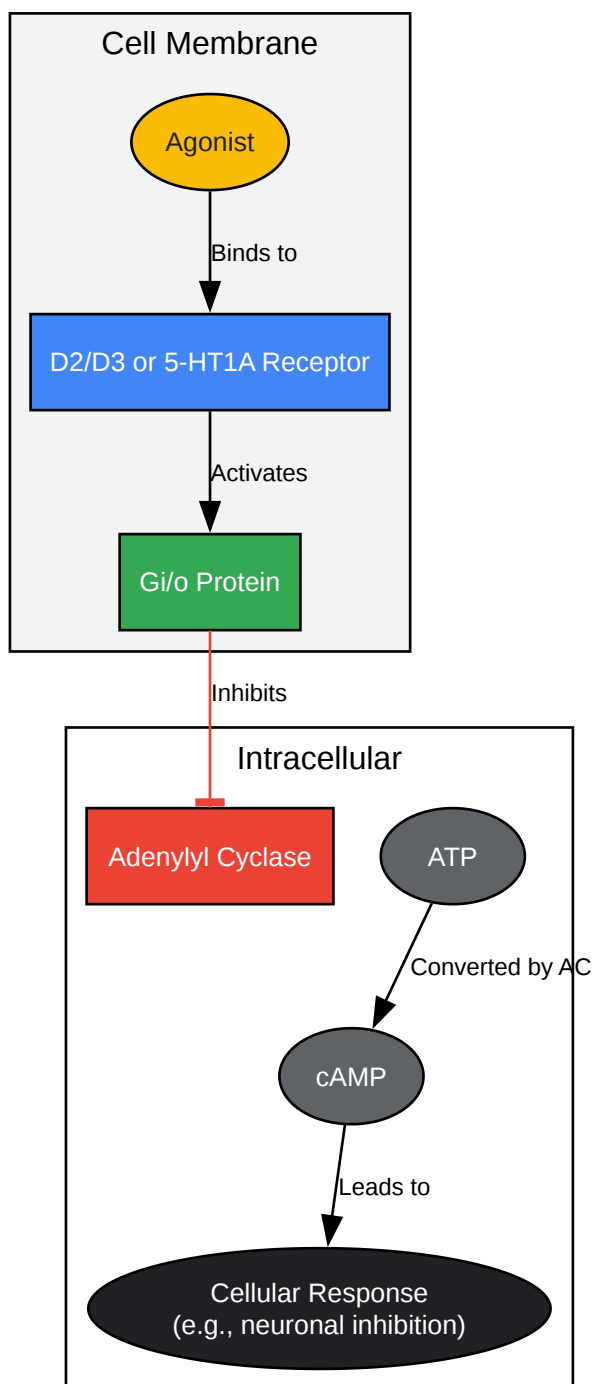 Cell Membrane
Agonist
Binds to
D2/D3 or 5-HT1A Receptor
Activates
Gi/o Protein
Inhibits
Intracellular
Adenylyl Cyclase
ATP
Converted by AC
cAMP
Leads to
Cellular Response
(e.g., neuronal inhibition)